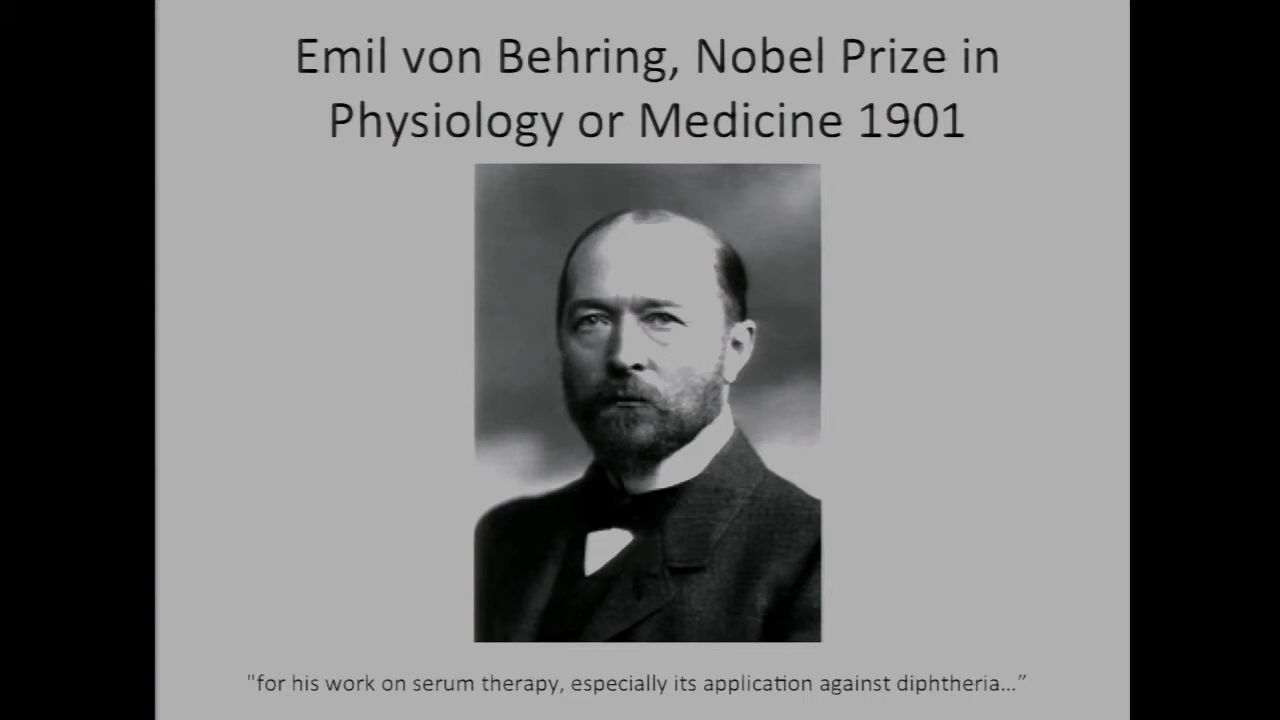 Emil von Behring, Nobel Prize in
Physiology or Medicine 1901
"for his work on serum therapy, especially its application against diphtheria...”